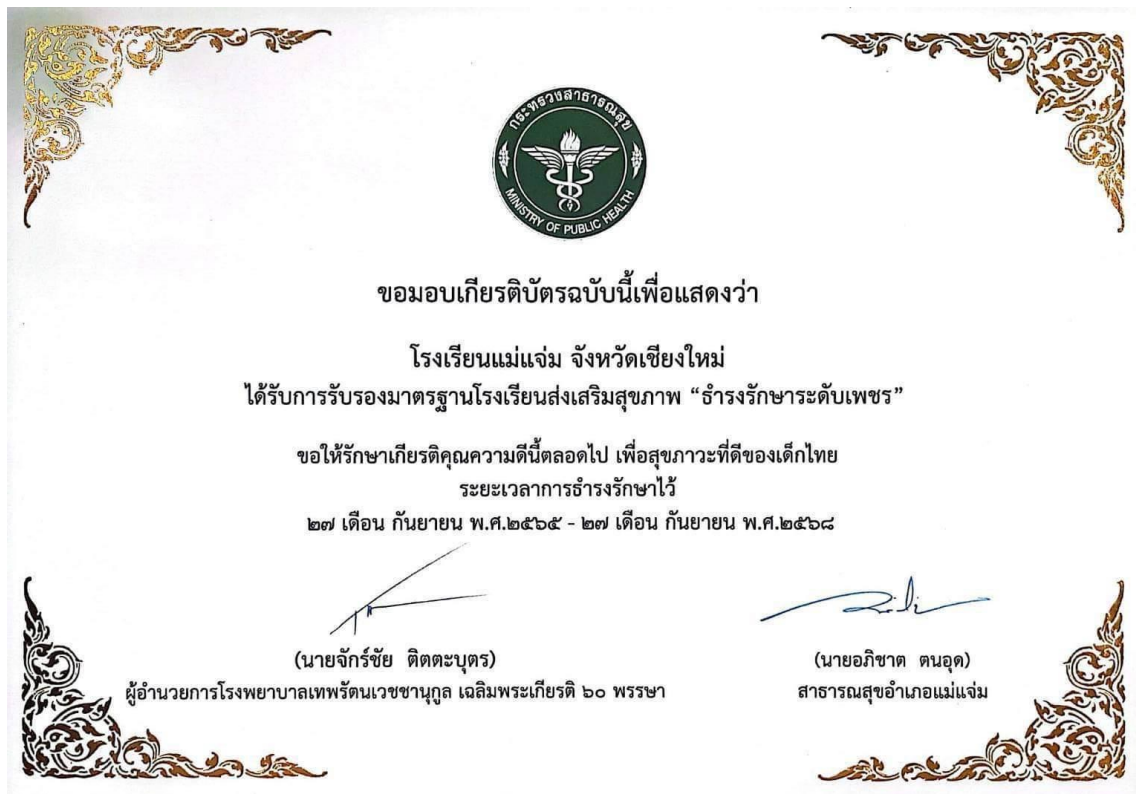 กระทรวงสาธารณสุข
MINISTRY OF PUBLIC HEALTH
ขอมอบเกียรติบัตรฉบับนี้เพื่อแสดงว่า
โรงเรียนแม่แจ่ม จังหวัดเชียงใหม่
ได้รับการรับรองมาตรฐานโรงเรียนส่งเสริมสุขภาพ “ธำรงรักษาระดับเพชร”
ขอให้รักษาเกียรติคุณความดีนี้ตลอดไป เพื่อสุขภาวะที่ดีของเด็กไทย
ระยะเวลาการธำรงรักษาไว้
๒๗ เดือน กันยายน พ.ศ.๒๕๖๕ - ๒๗ เดือน กันยายน พ.ศ.๒๕๖๘
(นายจักร์ชัย ติตตะบุตร)
ผู้อำนวยการโรงพยาบาลเทพรัตนเวชชานุกูล เฉลิมพระเกียรติ ๖๐ พรรษา
(นายอภิชาต ตนอุด)
สาธารณสุขอำเภอแม่แจ่ม